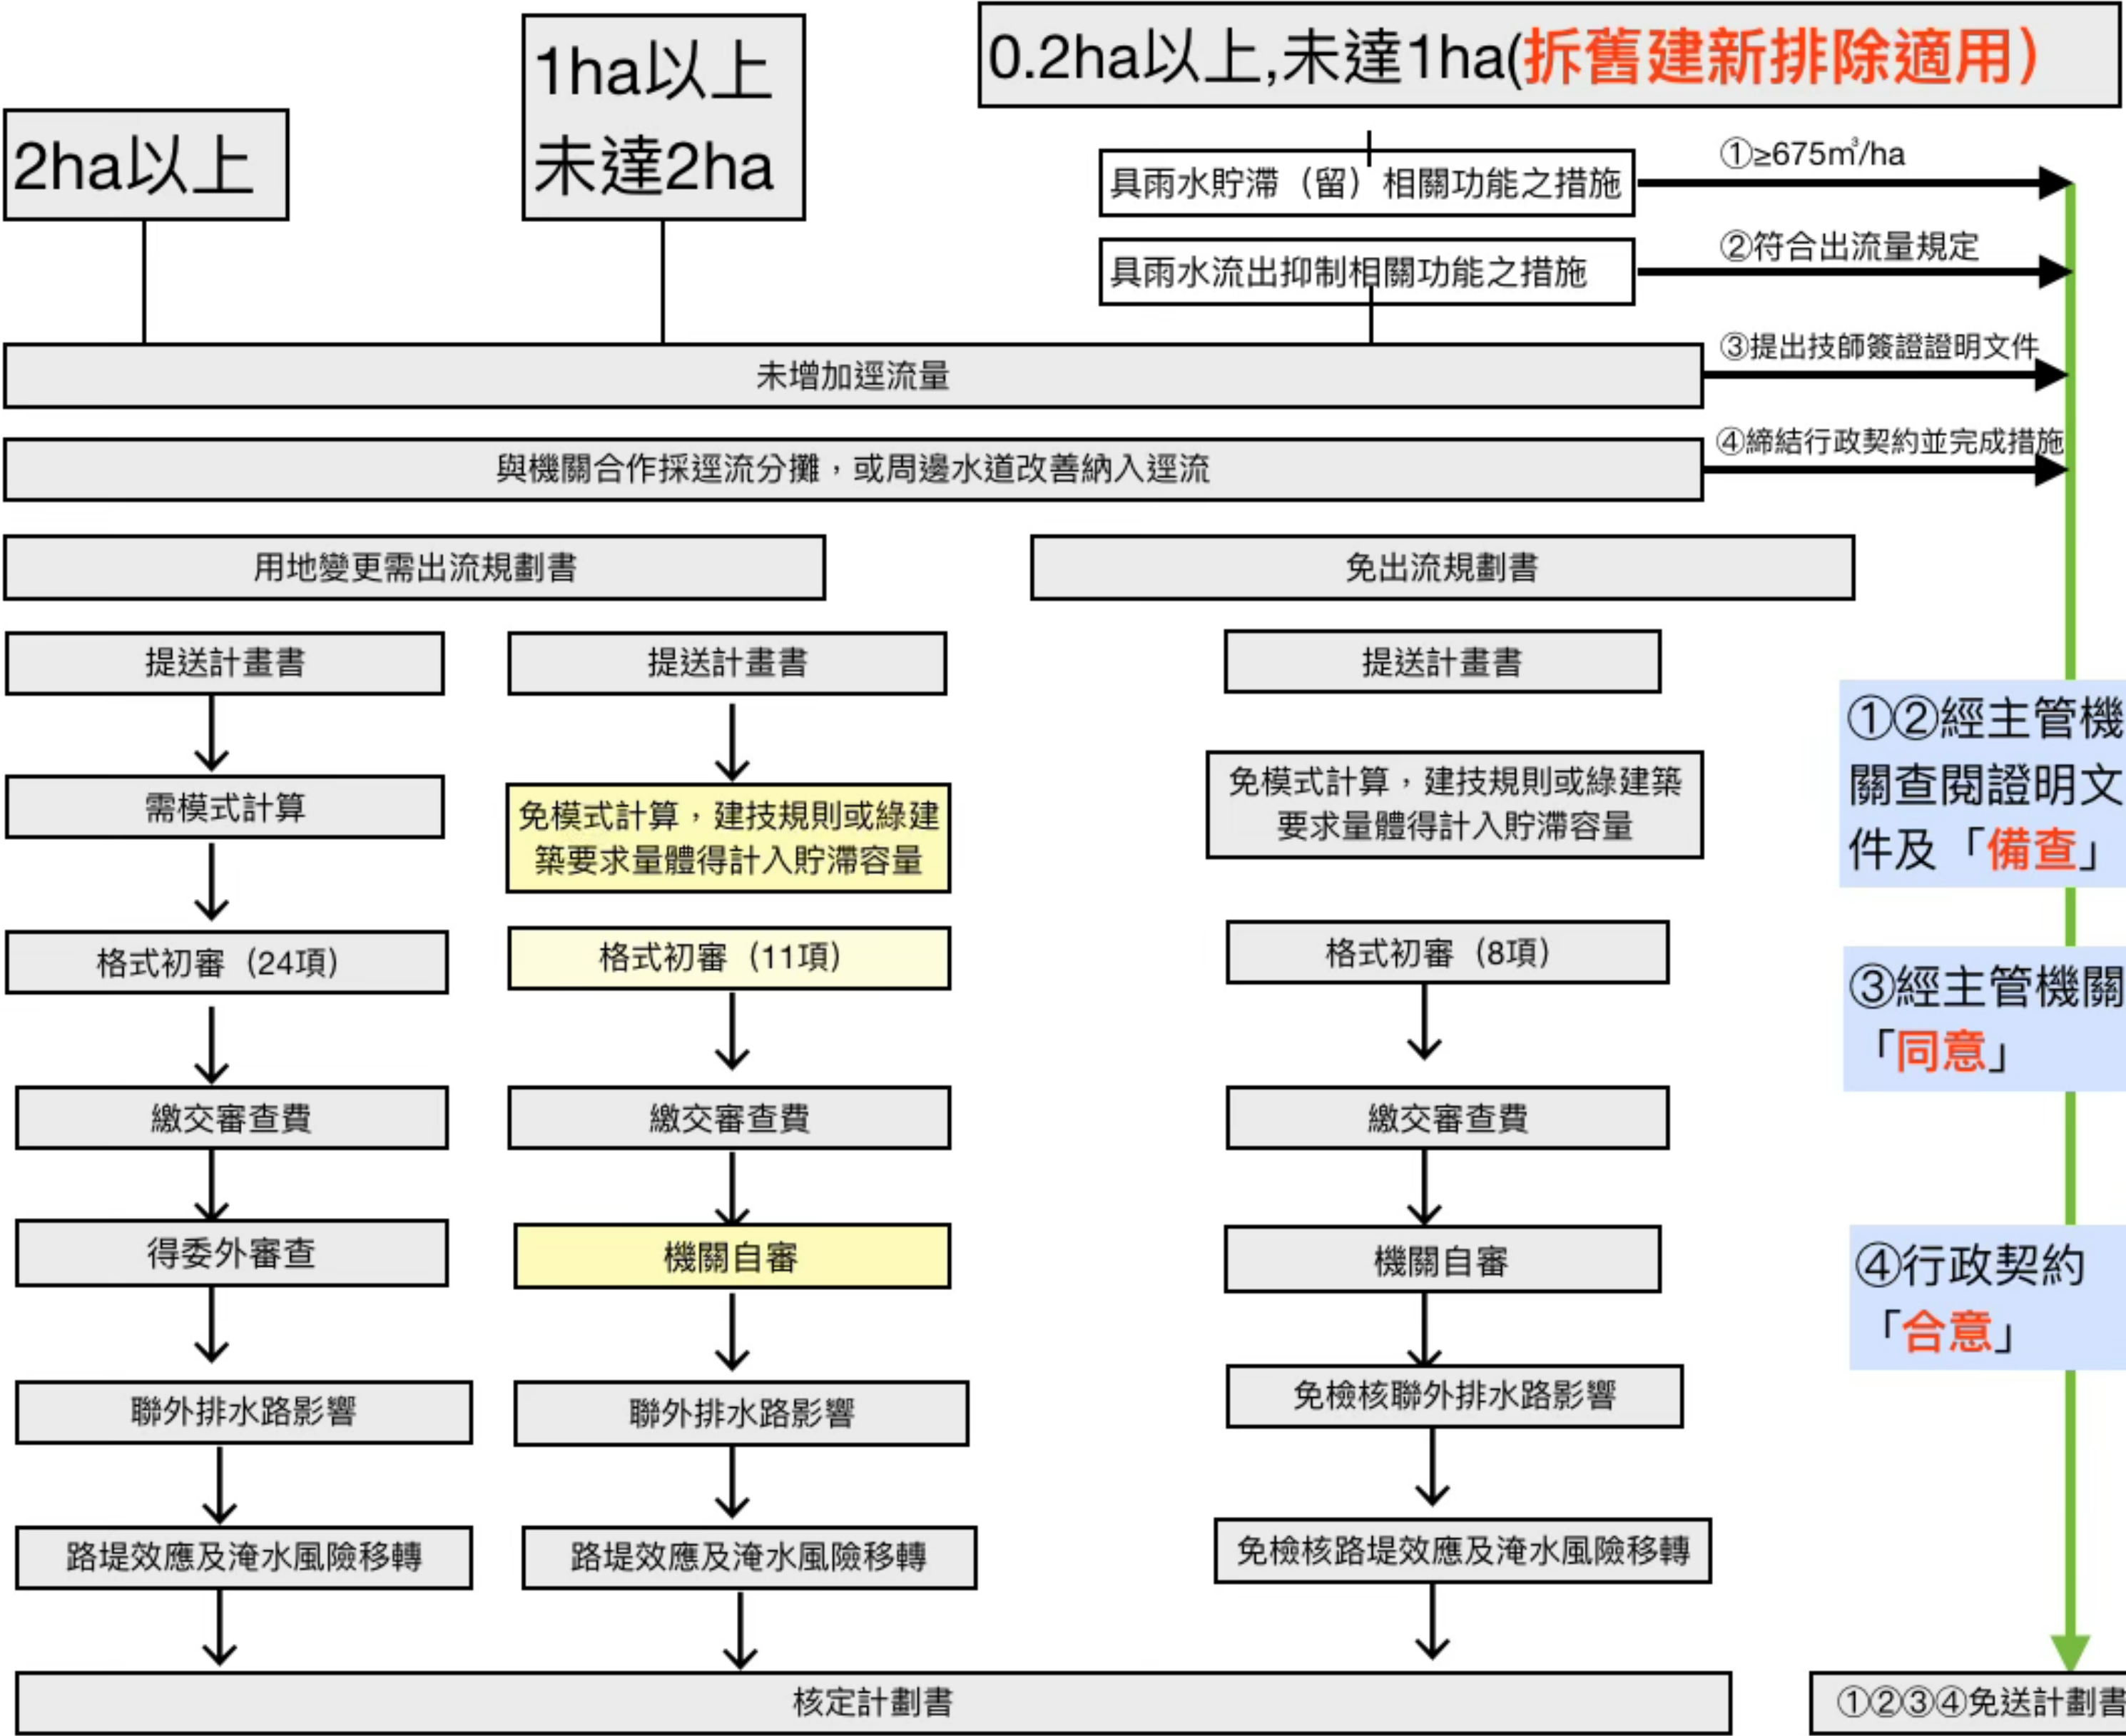 2ha以上
1ha以上
未達2ha
0.2ha以上,未達1ha(拆舊建新排除適用)
具雨水貯滯（留）相關功能之措施
①≥675m³/ha
具雨水流出抑制相關功能之措施
②符合出流量規定
未增加逕流量
③提出技師簽證證明文件
與機關合作採逕流分攤，或周邊水道改善納入逕流
④締結行政契約並完成措施
用地變更需出流規劃書
免出流規劃書
提送計畫書
需模式計算
格式初審（24項）
繳交審查費
得委外審查
聯外排水路影響
路堤效應及淹水風險移轉
提送計畫書
免模式計算，建技規則或綠建
築要求量體得計入貯滯容量
格式初審（11項）
繳交審查費
機關自審
聯外排水路影響
路堤效應及淹水風險移轉
提送計畫書
免模式計算，建技規則或綠建築
要求量體得計入貯滯容量
格式初審（8項）
繳交審查費
機關自審
免檢核聯外排水路影響
免檢核路堤效應及淹水風險移轉
核定計劃書
①②經主管機
關查閱證明文
件及「備查」
③經主管機關
「同意」
④行政契約
「合意」
①②③④免送計劃書